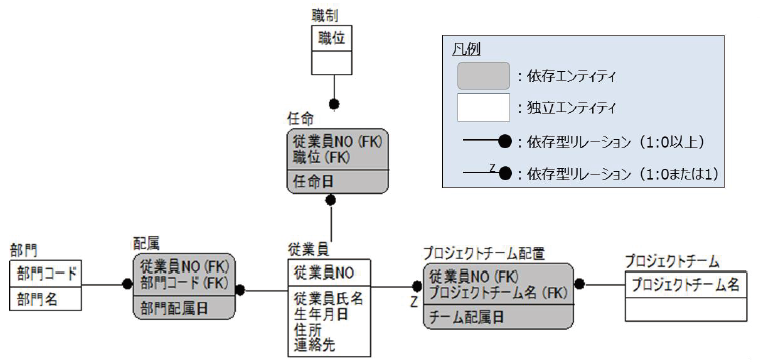 職制
職位
凡例
：依存エンティティ
：独立エンティティ
：依存型リレーション（1:0以上）
Z
：依存型リレーション（1:0または1）
任命
従業員NO (FK)
職位 (FK)
任命日
部門
部門コード
部門名
配属
従業員NO (FK)
部門コード (FK)
部門配属日
従業員
従業員NO
従業員氏名
生年月日
住所
連絡先
Z
プロジェクトチーム配置
従業員NO (FK)
プロジェクトチーム名 (FK)
チーム配属日
プロジェクトチーム
プロジェクトチーム名